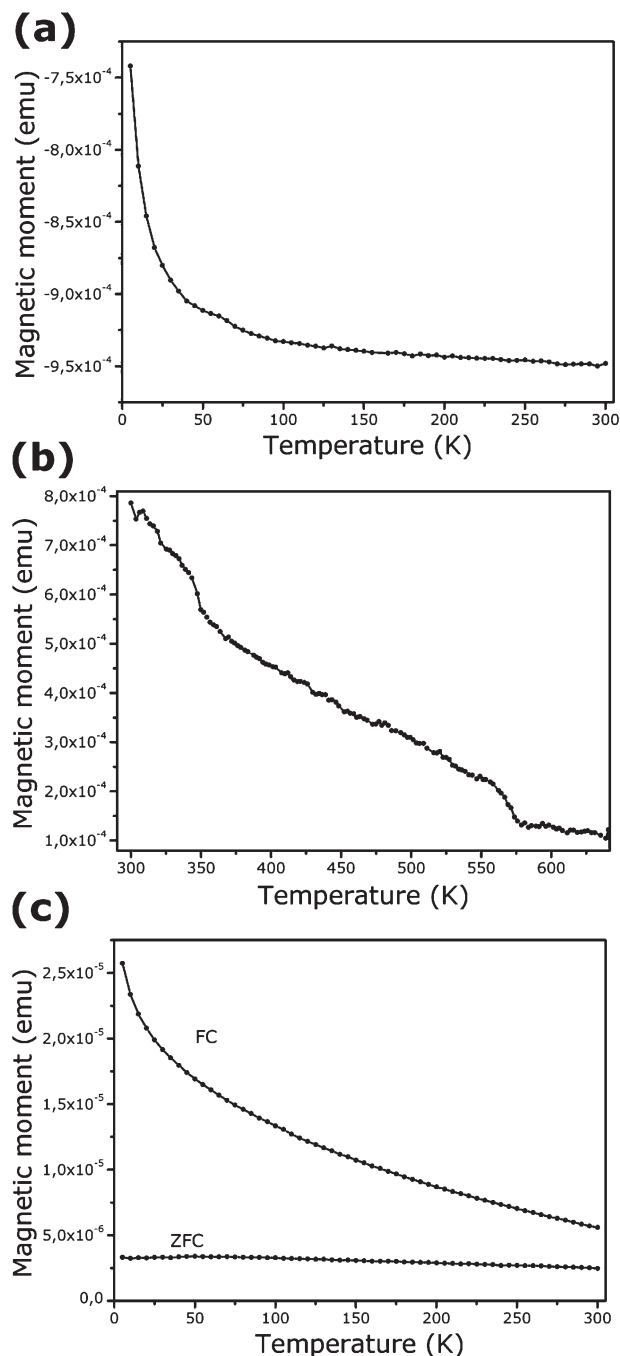 (a)
Magnetic moment (emu)
-7,5x10⁻⁴
-8,0x10⁻⁴
-8,5x10⁻⁴
-9,0x10⁻⁴
-9,5x10⁻⁴
0 50 100 150 200 250 300
Temperature (K)
(b)
Magnetic moment (emu)
8,0x10⁻⁴
7,0x10⁻⁴
6,0x10⁻⁴
5,0x10⁻⁴
4,0x10⁻⁴
3,0x10⁻⁴
2,0x10⁻⁴
1,0x10⁻⁴
300 350 400 450 500 550 600
Temperature (K)
(c)
Magnetic moment (emu)
2,5x10⁻⁵
2,0x10⁻⁵
1,5x10⁻⁵
1,0x10⁻⁵
5,0x10⁻⁶
0,0
FC
ZFC
0 50 100 150 200 250 300
Temperature (K)